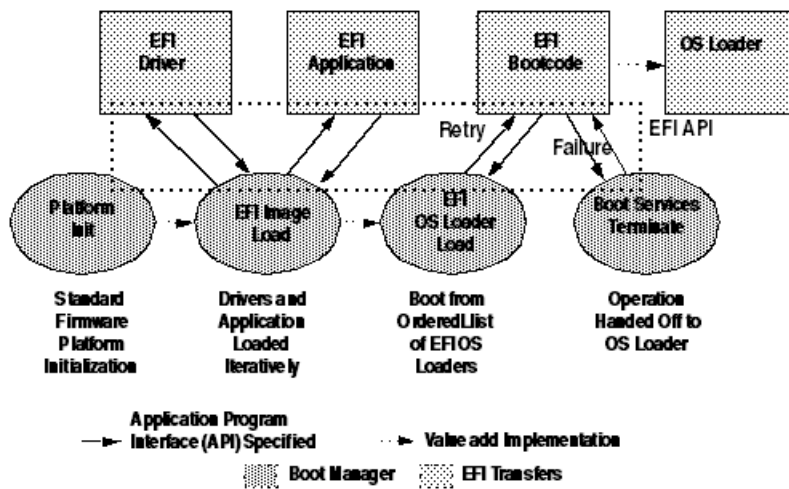 EFI
Driver
EFI
Application
EFI
Bootcode
OS Loader
EFI API
Retry
Failure
Platform
Init
EFI Image
Load
EFI
OS Loader
Load
Boot Services
Terminate
Standard
Firmware
Platform
Initialization
Drivers and
Application
Loaded
Iteratively
Boot from
Ordered Llist
of EFI OS
Loaders
Operation
Handed Off to
OS Loader
Application Program
Interface (API) Specified
Value add Implementation
Boot Manager
EFI Transfers